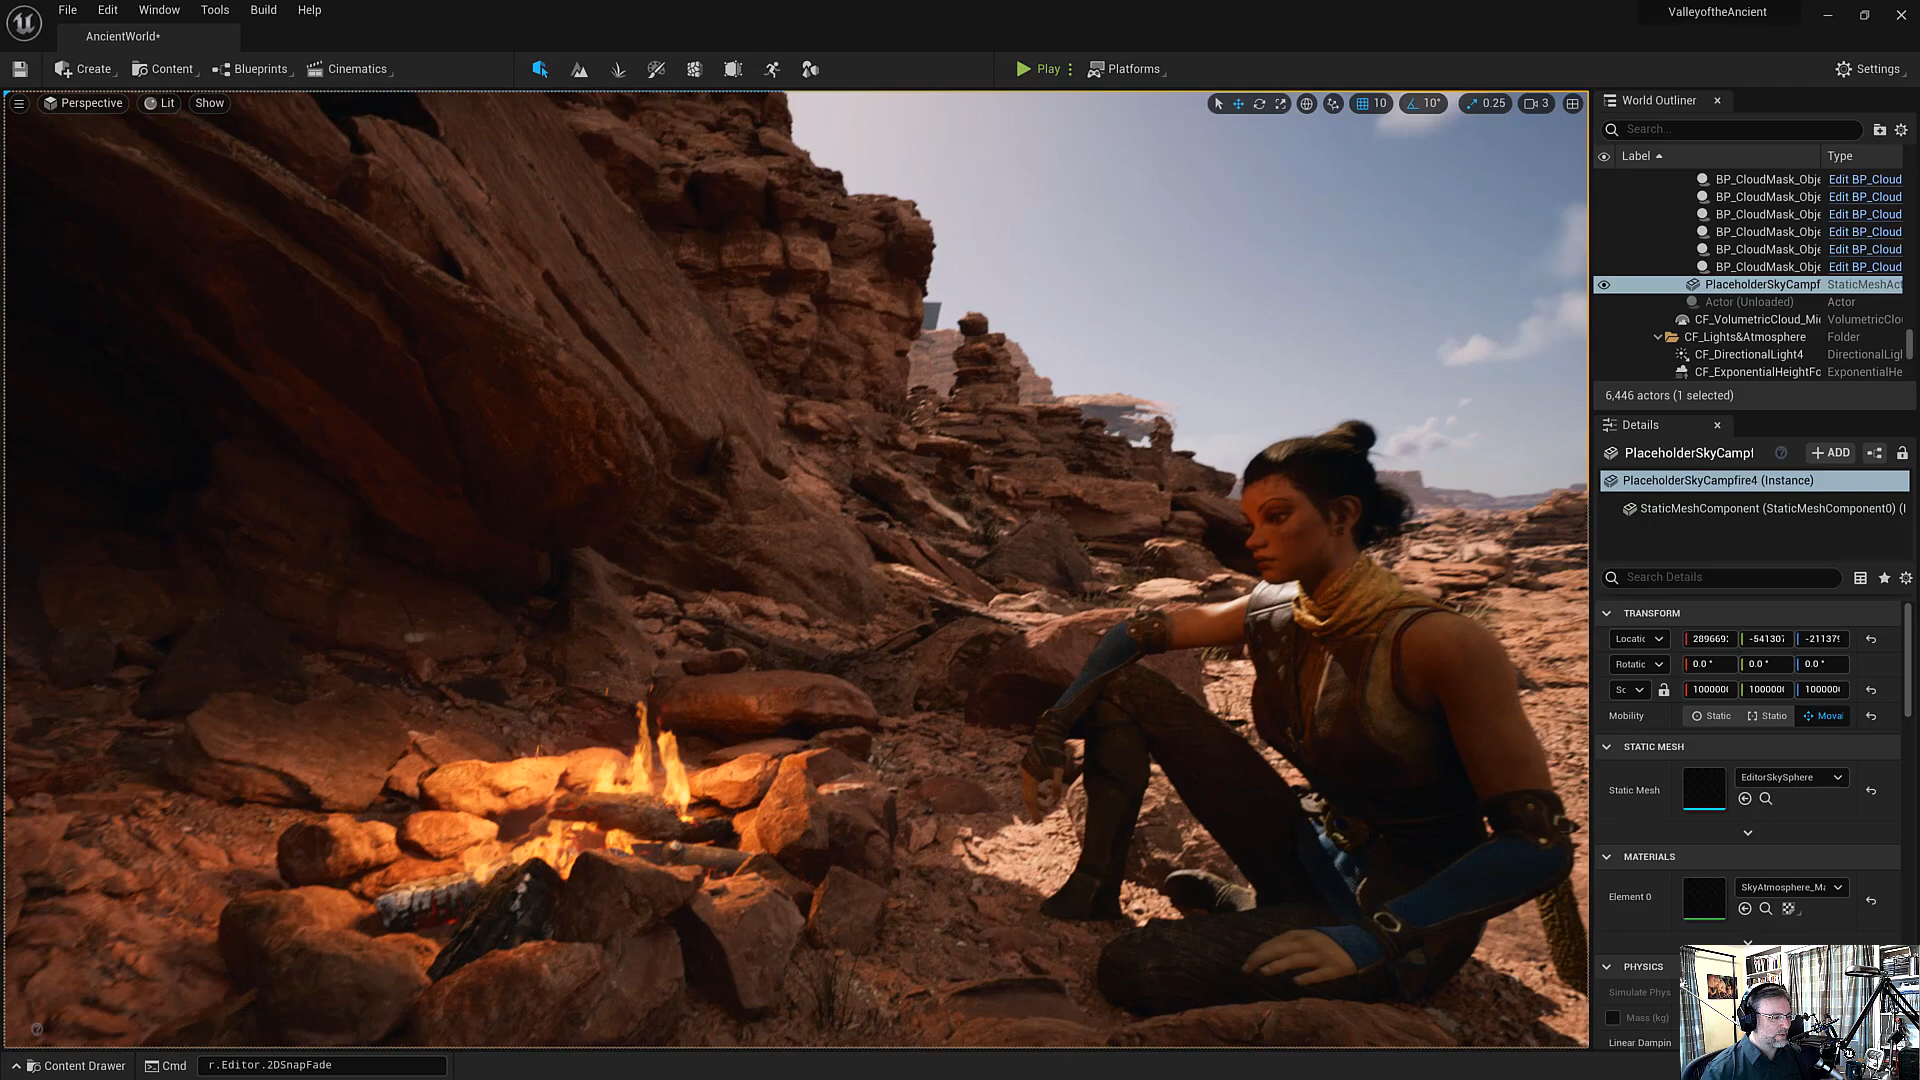 File Edit Window Tools Build Help
ValleyoftheAncient
AncientWorld*
Create Content Blueprints Cinematics
Play Platforms Settings
Perspective Lit Show
10 10° 0.25 3
World Outliner
Search...
Label Type
BP_CloudMask_Obje Edit BP_Cloud
BP_CloudMask_Obje Edit BP_Cloud
BP_CloudMask_Obje Edit BP_Cloud
BP_CloudMask_Obje Edit BP_Cloud
BP_CloudMask_Obje Edit BP_Cloud
BP_CloudMask_Obje Edit BP_Cloud
PlaceholderSkyCampf StaticMeshAct
Actor (Unloaded) Actor
CF_VolumetricCloud_Mi VolumetricClo
CF_Lights&Atmosphere Folder
CF_DirectionalLight4 DirectionalLigl
CF_ExponentialHeightFo ExponentialHe
6,446 actors (1 selected)
Details
PlaceholderSkyCampf
ADD
PlaceholderSkyCampfire4 (Instance)
StaticMeshComponent (StaticMeshComponent0) (I
Search Details
TRANSFORM
Locatic 289669 -541307 -211379
Rotatic 0.0 ° 0.0 ° 0.0 °
Sc 100000 100000 100000
Mobility Static Statio Moval
STATIC MESH
Static Mesh
EditorSkySphere
MATERIALS
Element 0
SkyAtmosphere_Ma
PHYSICS
Simulate Phys
Mass (kg)
Linear Dampin
Content Drawer Cmd r.Editor.2DSnapFade